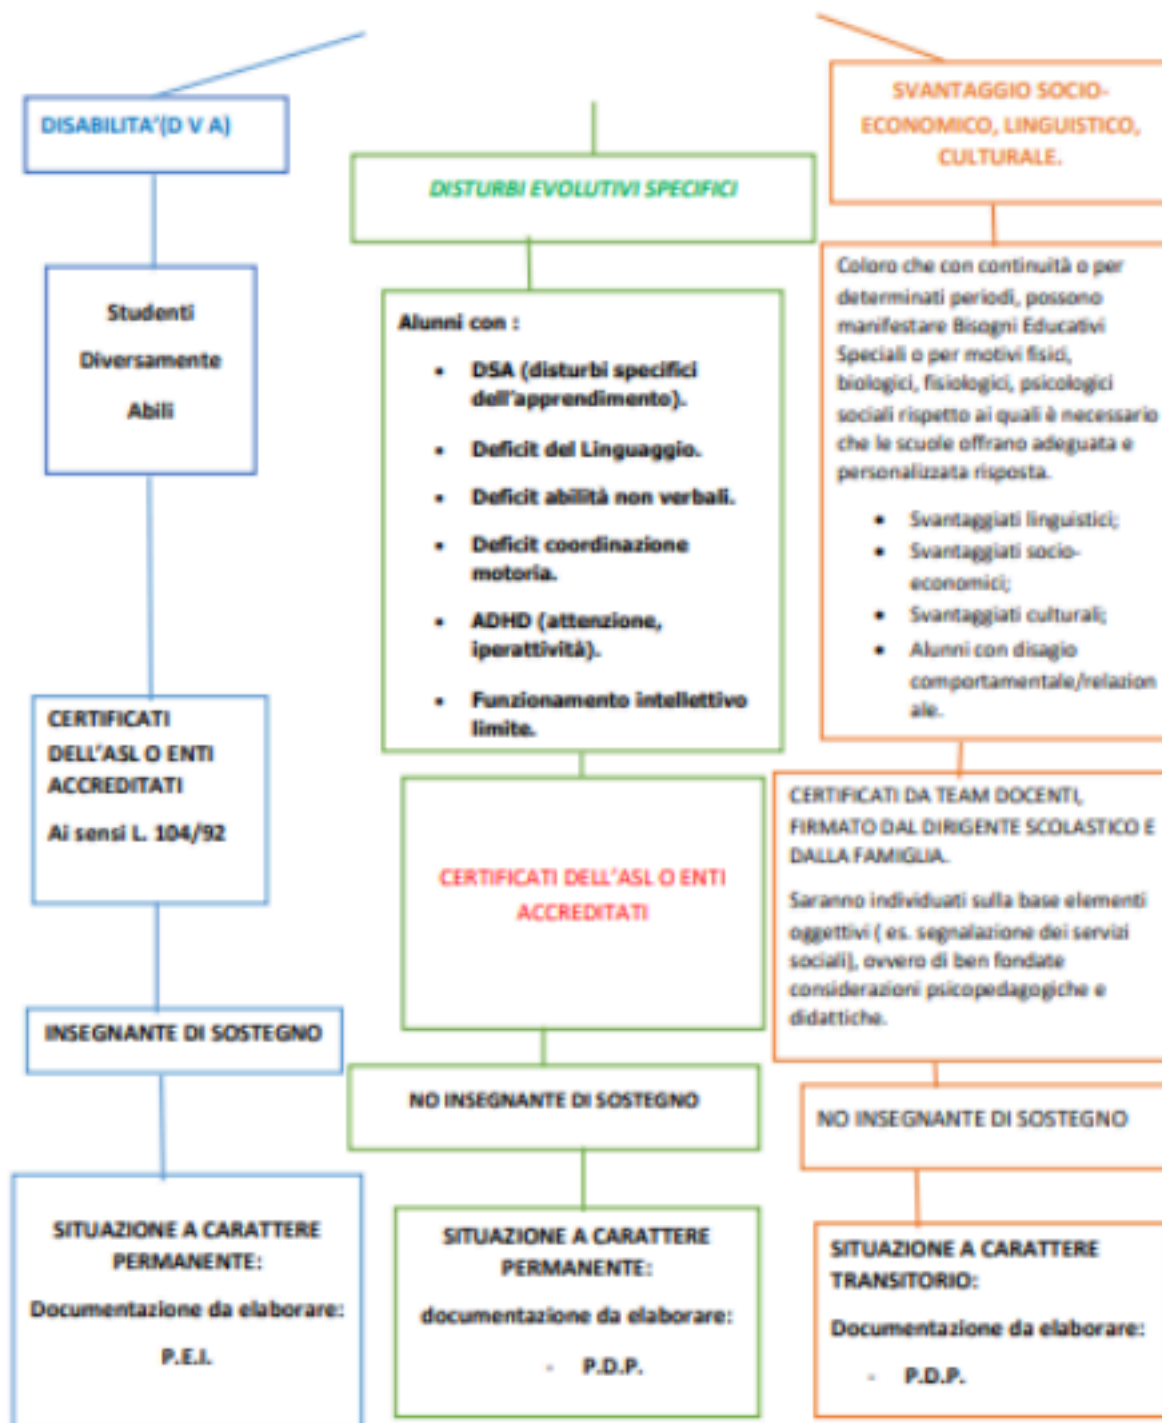 DISABILITA'(D V A)
Studenti
Diversamente
Abili
CERTIFICATI
DELL'ASL O ENTI
ACCREDITATI
Ai sensi L. 104/92
INSEGNANTE DI SOSTEGNO
SITUAZIONE A CARATTERE
PERMANENTE:
Documentazione da elaborare:
P.E.I.
DISTURBI EVOLUTIVI SPECIFICI
Alunni con :
• DSA (disturbi specifici
dell'apprendimento).
• Deficit del Linguaggio.
• Deficit abilità non verbali.
• Deficit coordinazione
motoria.
• ADHD (attenzione,
iperattività).
• Funzionamento intellettivo
limite.
CERTIFICATI DELL'ASL O ENTI
ACCREDITATI
NO INSEGNANTE DI SOSTEGNO
SITUAZIONE A CARATTERE
PERMANENTE:
documentazione da elaborare:
- P.D.P.
SVANTAGGIO SOCIO-
ECONOMICO, LINGUISTICO,
CULTURALE.
Coloro che con continuità o per
determinati periodi, possono
manifestare Bisogni Educativi
Speciali o per motivi fisici,
biologici, fisiologici, psicologici
sociali rispetto ai quali è necessario
che le scuole offrano adeguata e
personalizzata risposta.
• Svantaggiati linguistici;
• Svantaggiati socio-
economici;
• Svantaggiati culturali;
• Alunni con disagio
comportamentale/relazion
ale.
CERTIFICATI DA TEAM DOCENTI,
FIRMATO DAL DIRIGENTE SCOLASTICO E
DALLA FAMIGLIA.
Saranno individuati sulla base elementi
oggettivi ( es. segnalazione dei servizi
sociali), ovvero di ben fondate
considerazioni psicopedagogiche e
didattiche.
NO INSEGNANTE DI SOSTEGNO
SITUAZIONE A CARATTERE
TRANSITORIO:
Documentazione da elaborare:
- P.D.P.